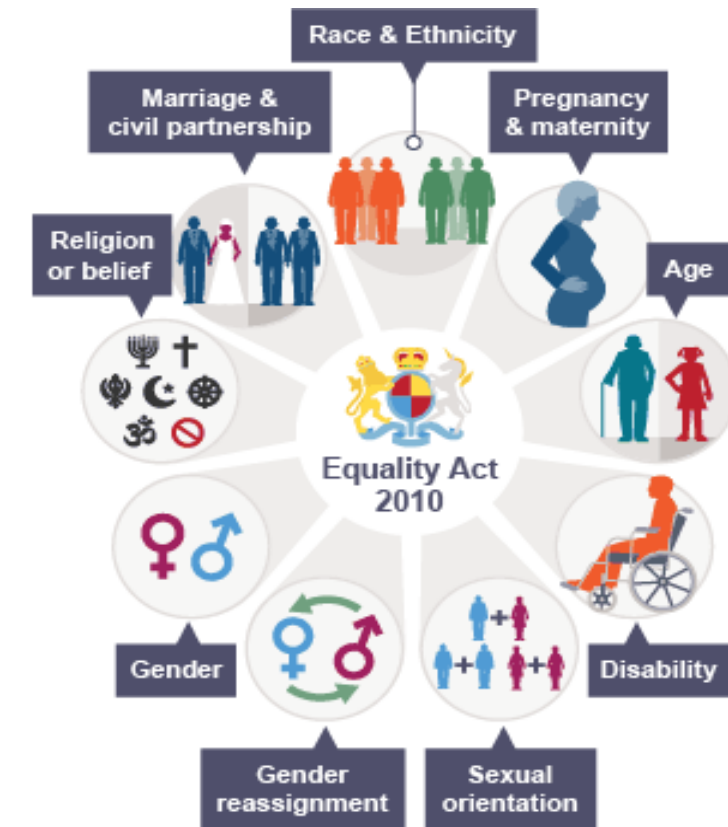 Race & Ethnicity
Marriage &
civil partnership
Pregnancy
& maternity
Religion
or belief
Age
Equality Act
2010
Gender
Disability
Gender
reassignment
Sexual
orientation